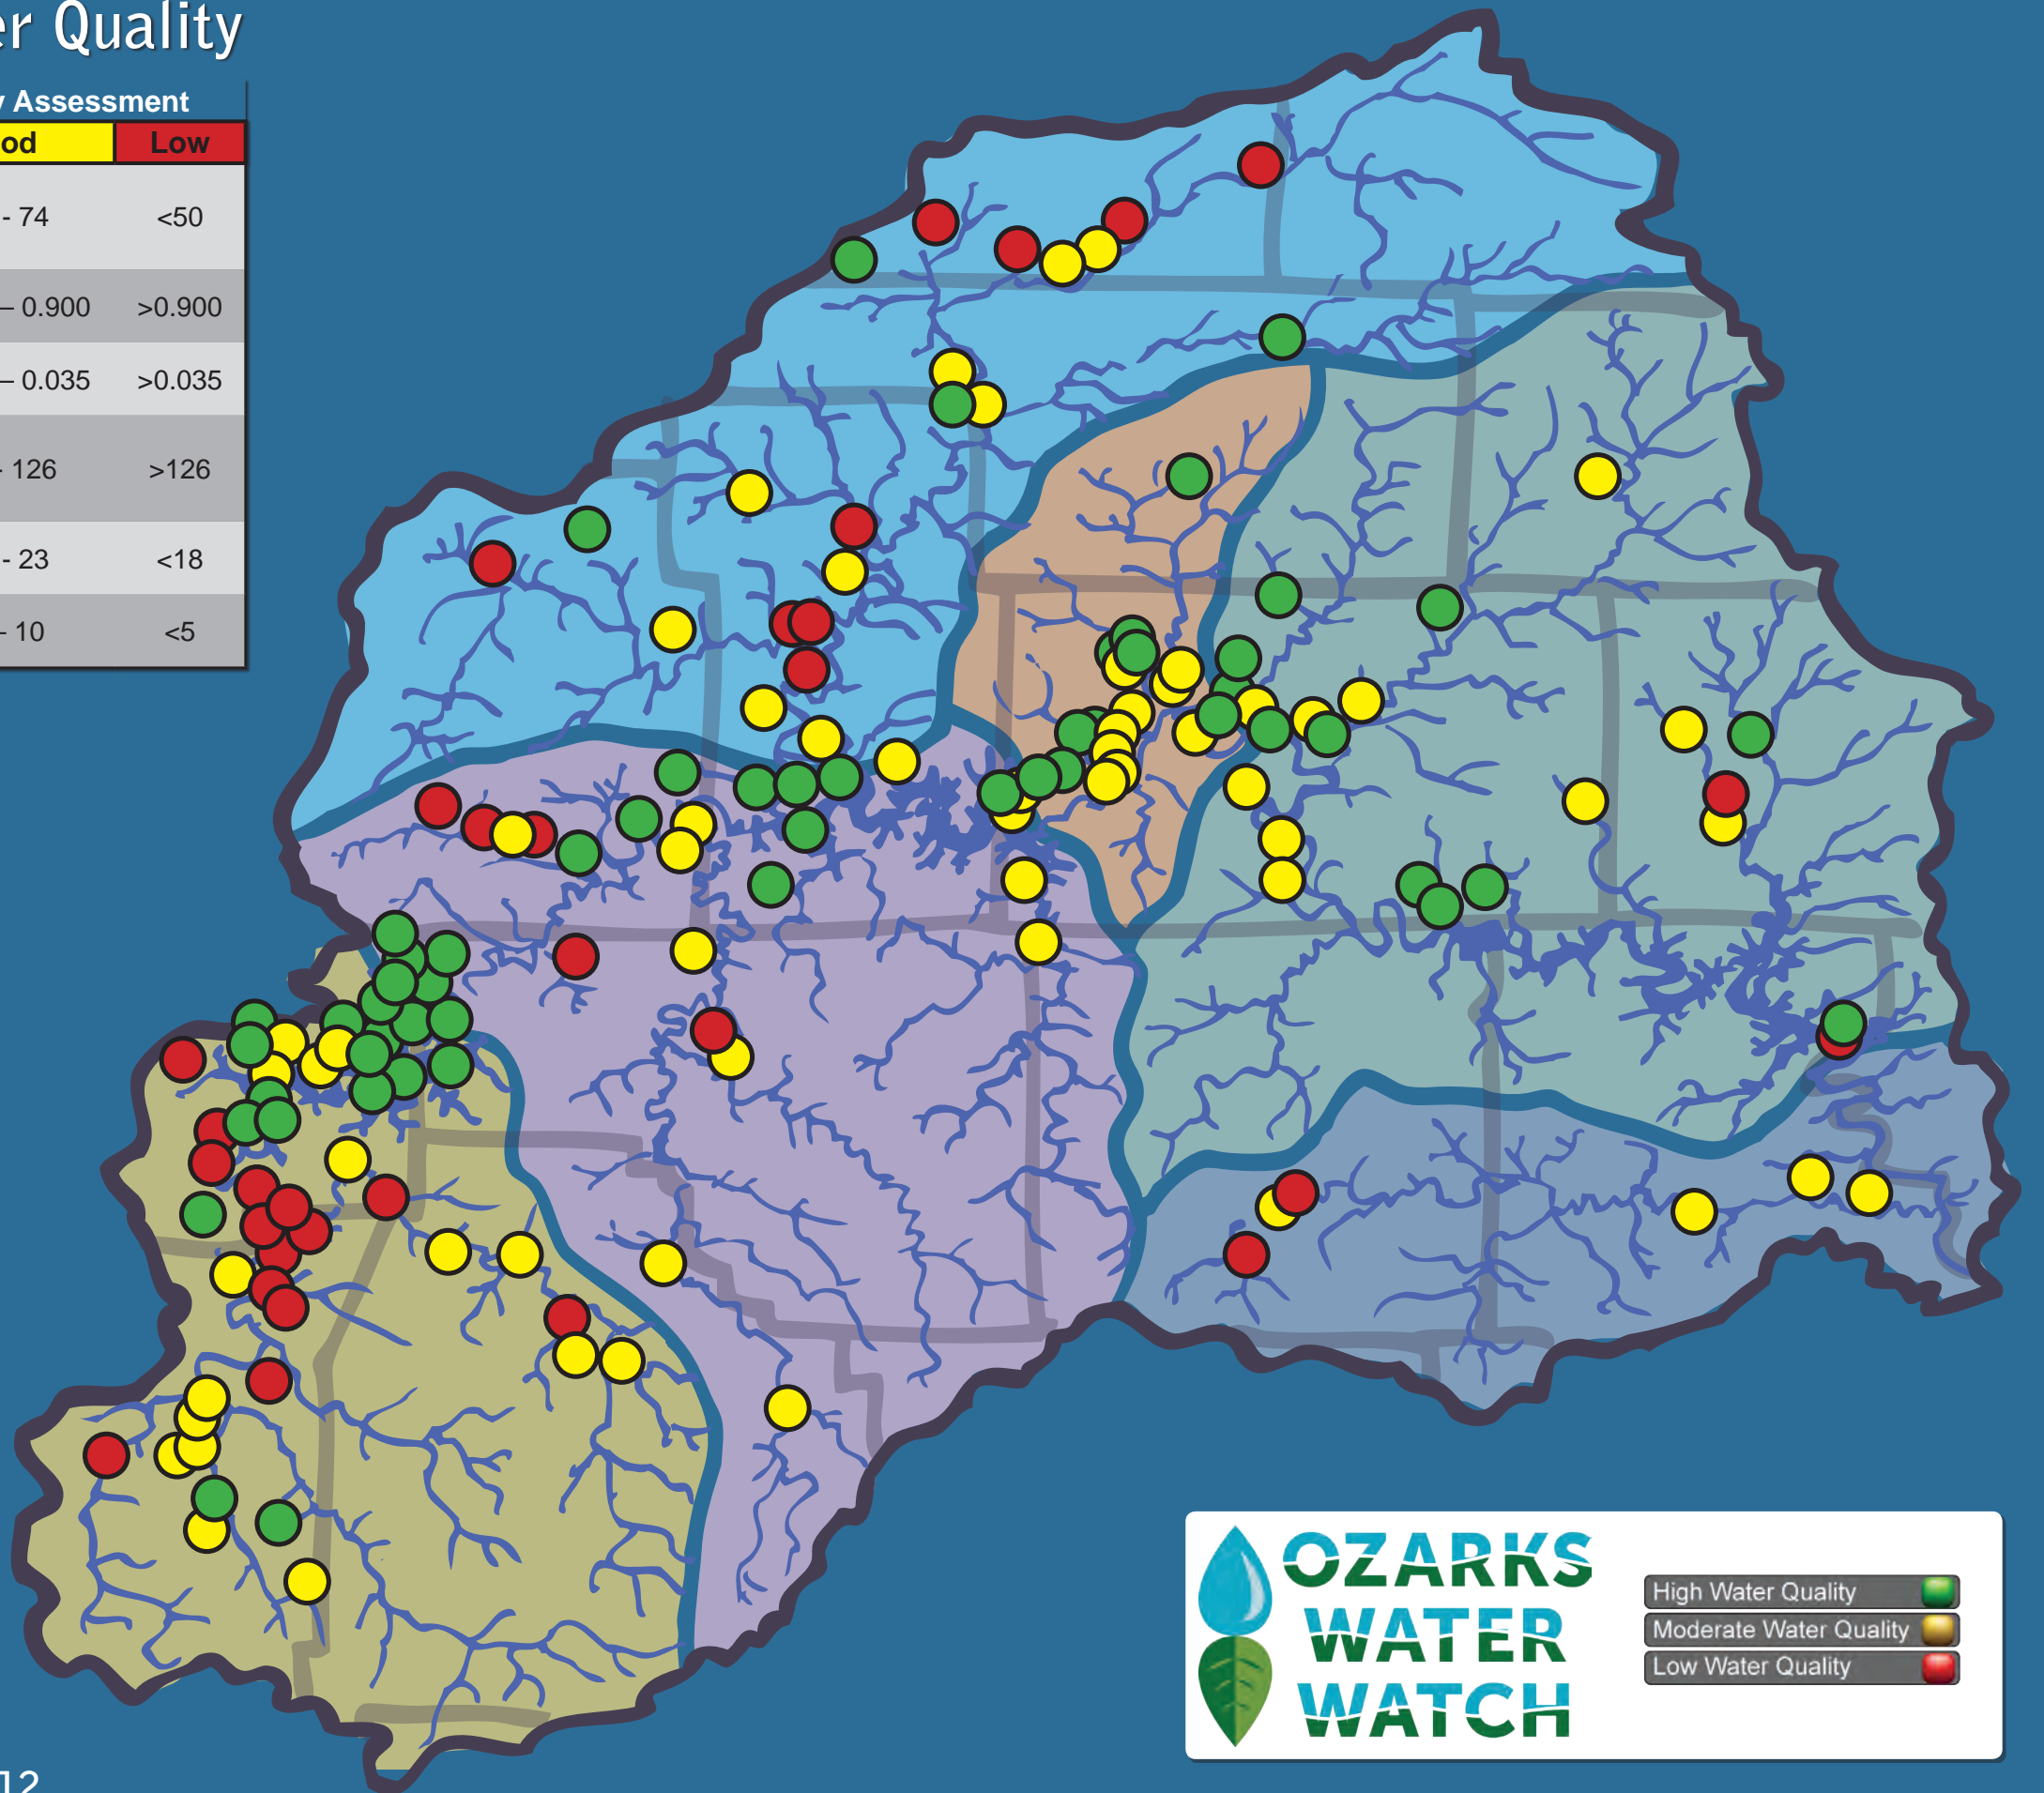 er Quality
y Assessment
od Low
- 74 <50
– 0.900 >0.900
– 0.035 >0.035
- 126 >126
- 23 <18
- 10 <5
OZARKS
WATER
WATCH
High Water Quality
Moderate Water Quality
Low Water Quality
12